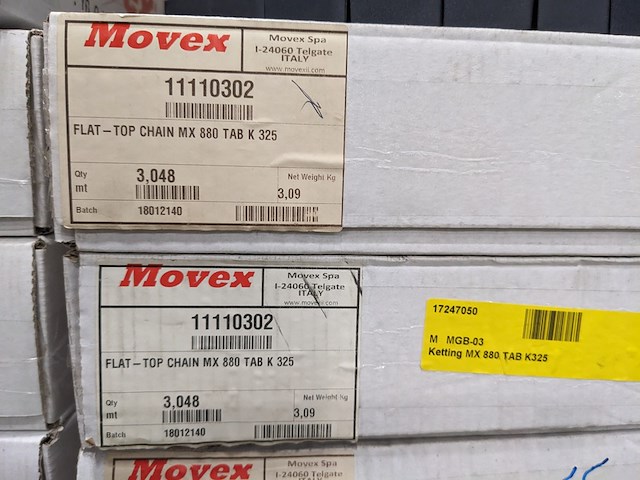 Movex
Movex Spa
I-24060 Telgate
ITALY
www.movexii.com
11110302
FLAT-TOP CHAIN MX 880 TAB K 325
Qty
mt
3,048
Net Weight Kg
3,09
Batch
18012140
Movex
Movex Spa
I-24060 Telgate
ITALY
11110302
FLAT-TOP CHAIN MX 880 TAB K 325
Qty
mt
3,048
Net Weight Kg
3,09
Batch
18012140
17247050
M MGB-03
Ketting MX 880 TAB K325
Movex
Movex Spa
I-24060 Telgate